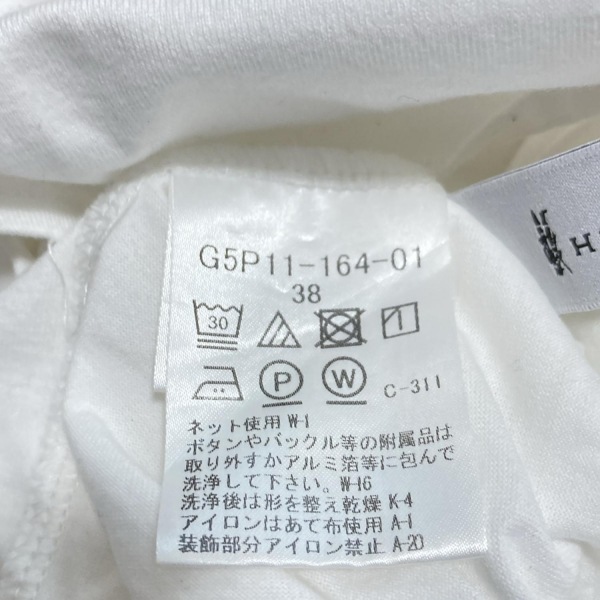 G5P11-164-01
38
30
P W C-311
ネット使用 W-1
ボタンやバックル等の附属品は
取り外すかアルミ箔等に包んで
洗浄して下さい。W-16
洗浄後は形を整え乾燥 K-4
アイロンはあて布使用 A-1
装飾部分アイロン禁止 A-20
H